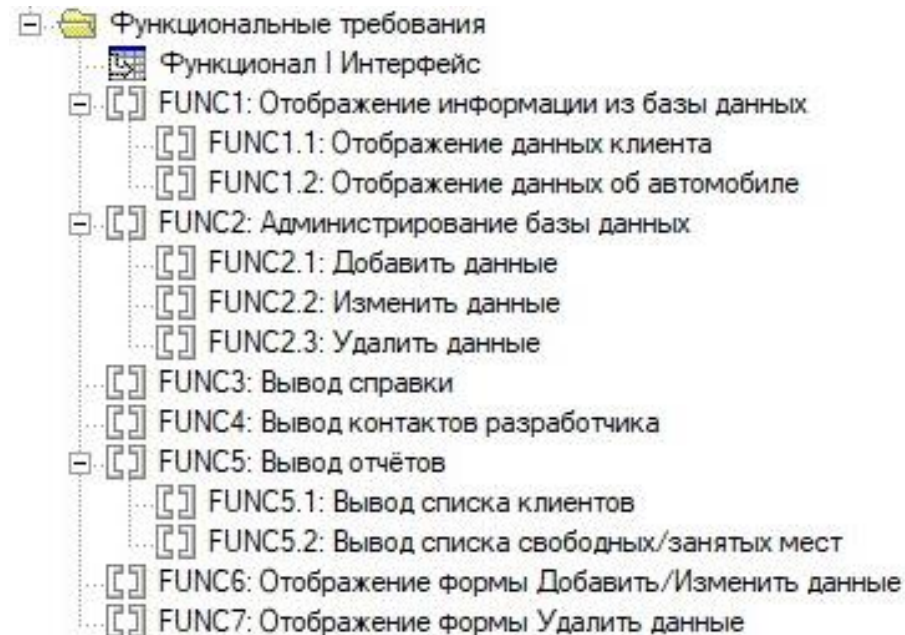 Функциональные требования
Функционал | Интерфейс
FUNC1: Отображение информации из базы данных
FUNC1.1: Отображение данных клиента
FUNC1.2: Отображение данных об автомобиле
FUNC2: Администрирование базы данных
FUNC2.1: Добавить данные
FUNC2.2: Изменить данные
FUNC2.3: Удалить данные
FUNC3: Вывод справки
FUNC4: Вывод контактов разработчика
FUNC5: Вывод отчётов
FUNC5.1: Вывод списка клиентов
FUNC5.2: Вывод списка свободных/занятых мест
FUNC6: Отображение формы Добавить/Изменить данные
FUNC7: Отображение формы Удалить данные